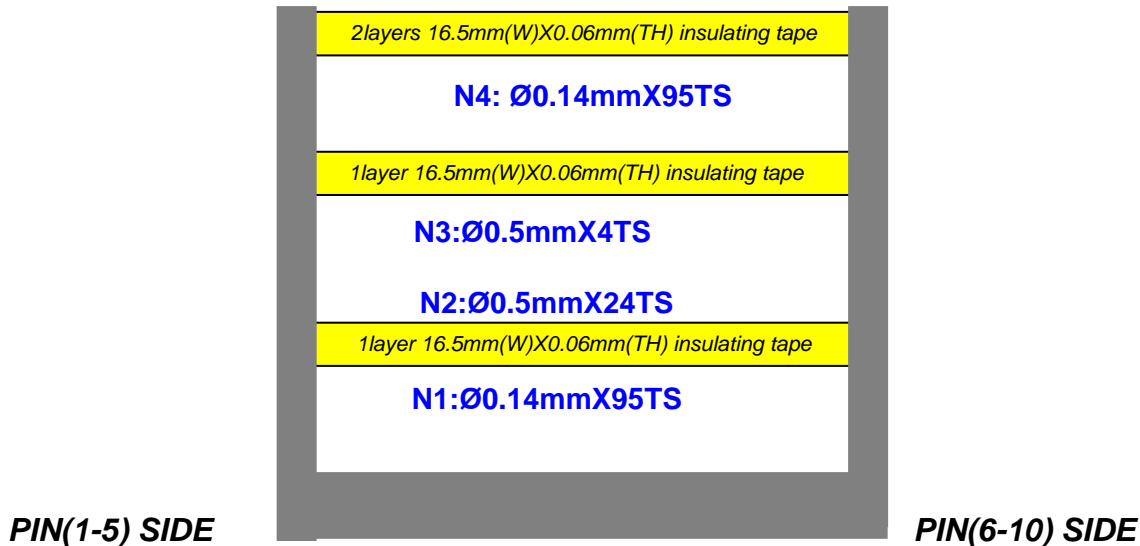 2layers 16.5mm(W)X0.06mm(TH) insulating tape
N4: Ø0.14mmX95TS
1layer 16.5mm(W)X0.06mm(TH) insulating tape
N3:Ø0.5mmX4TS
N2:Ø0.5mmX24TS
1layer 16.5mm(W)X0.06mm(TH) insulating tape
N1:Ø0.14mmX95TS
PIN(1-5) SIDE
PIN(6-10) SIDE